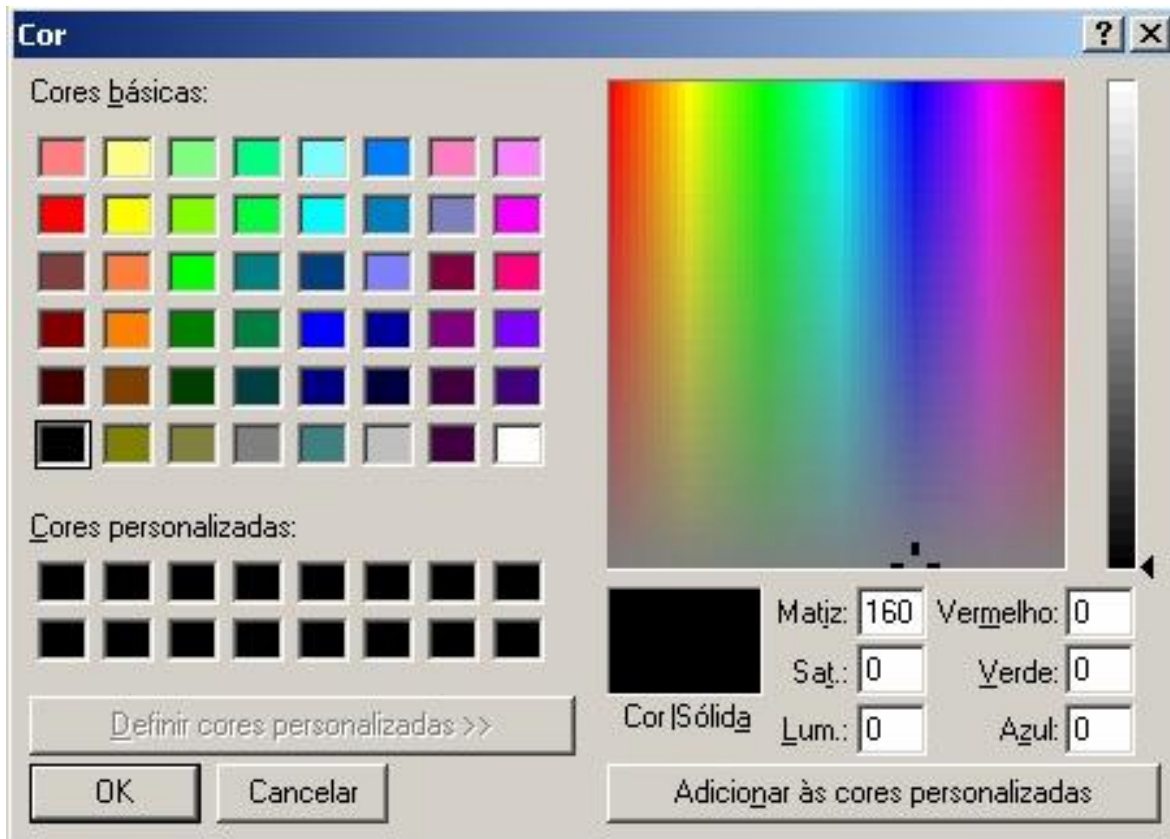 Cor
Cores básicas:
Cores personalizadas:
Definir cores personalizadas >>
OK
Cancelar
Cor|Sólida
Matiz: 160
Sat.: 0
Lum.: 0
Vermelho: 0
Verde: 0
Azul: 0
Adicionar às cores personalizadas